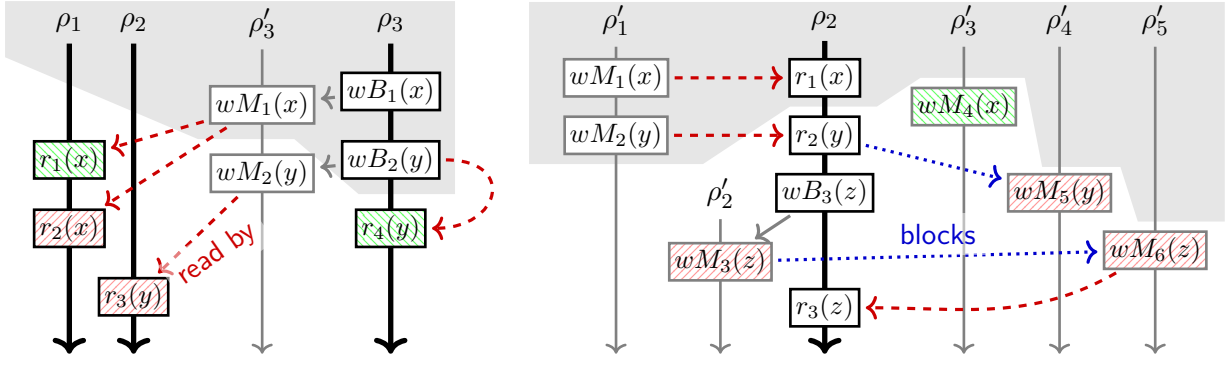 ρ₁ ρ₂ ρ′₃ ρ₃
wB₁(x)
wM₁(x)
r₁(x)
wB₂(y)
wM₂(y)
r₂(x)
r₄(y)
read by
r₃(y)
ρ′₁ ρ₂ ρ′₃ ρ′₄ ρ′₅
wM₁(x) r₁(x)
wM₄(x)
wM₂(y) r₂(y)
wB₃(z) wM₅(y)
ρ′₂
blocks
wM₃(z) wM₆(z)
r₃(z)